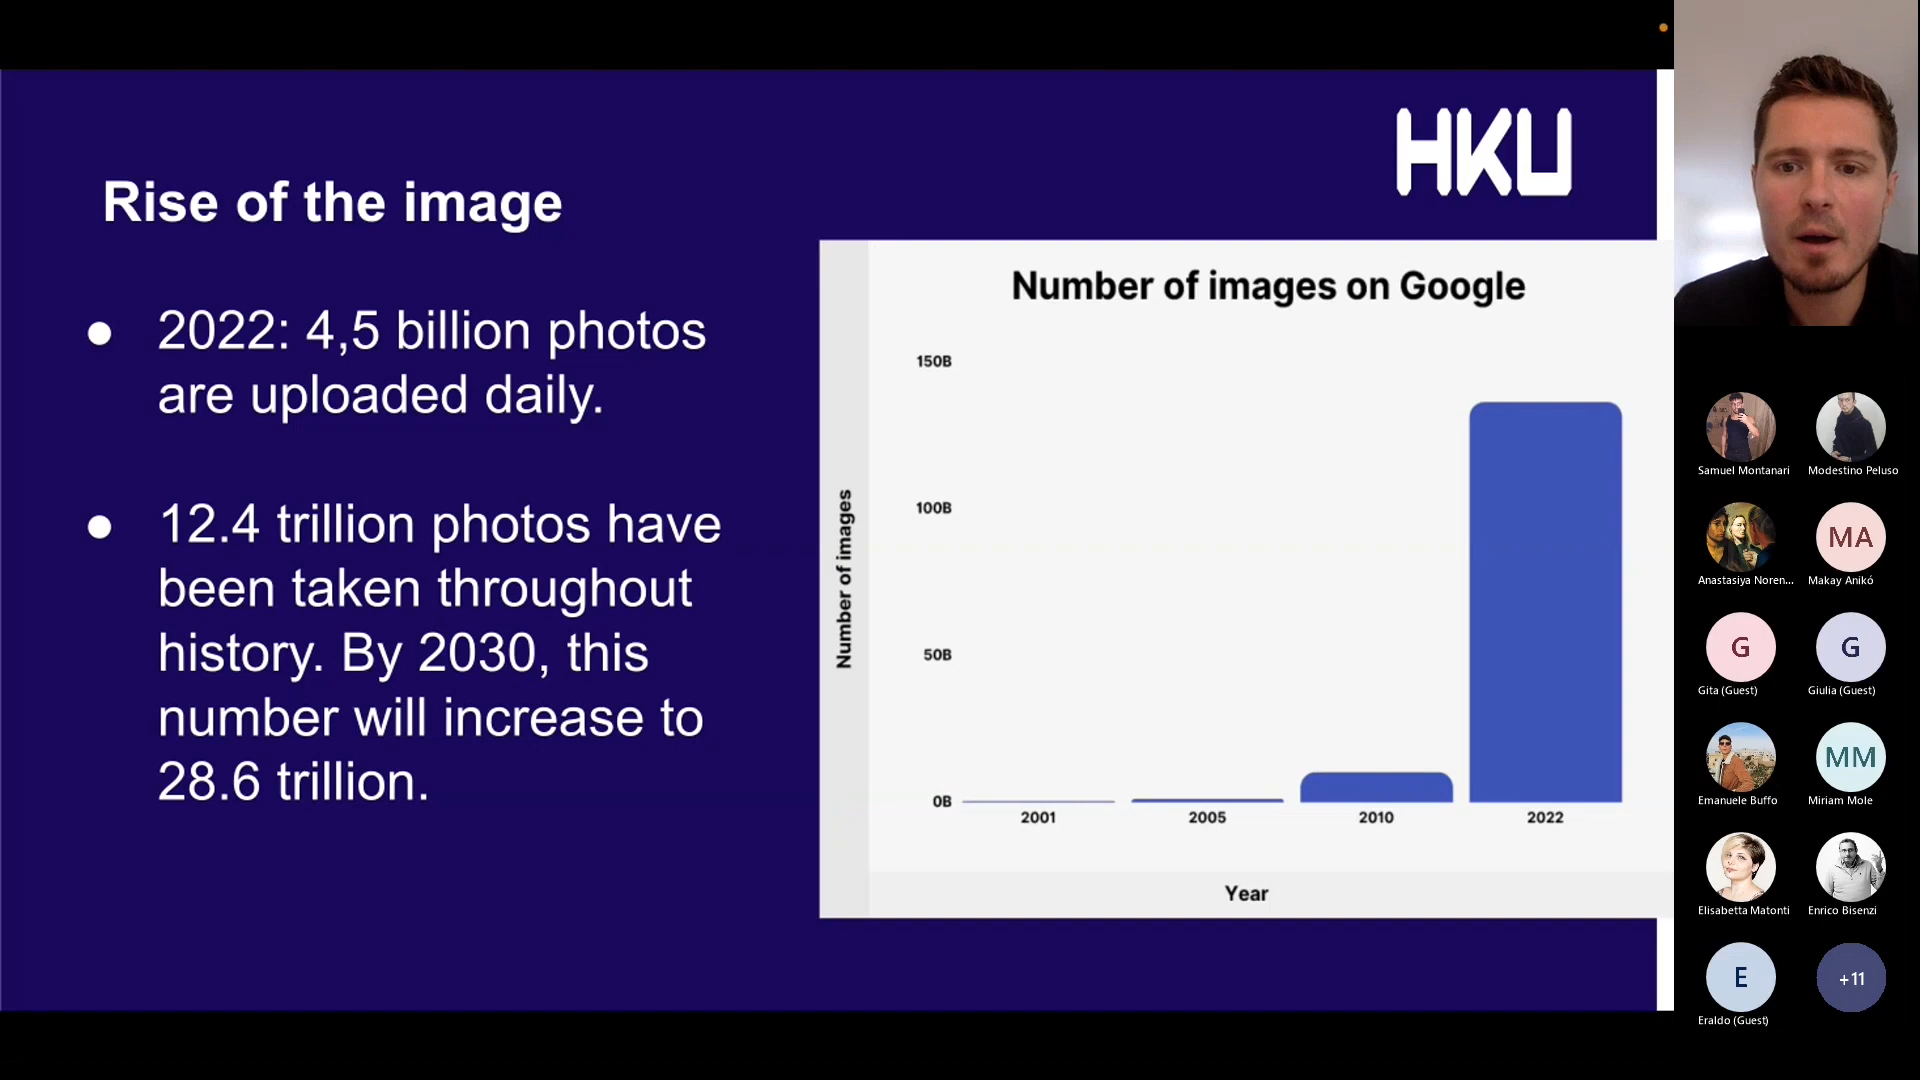 HKU
Rise of the image
● 2022: 4,5 billion photos
are uploaded daily.
● 12.4 trillion photos have
been taken throughout
history. By 2030, this
number will increase to
28.6 trillion.
Number of images on Google
Number of images
150B
100B
50B
0B
2001 2005 2010 2022
Year
Samuel Montanari Modestino Peluso
MA
Anastasiya Noren... Makay Anikó
G G
Gita (Guest) Giulia (Guest)
MM
Emanuele Buffo Miriam Mole
Elisabetta Matonti Enrico Bisenzi
E +11
Eraldo (Guest)